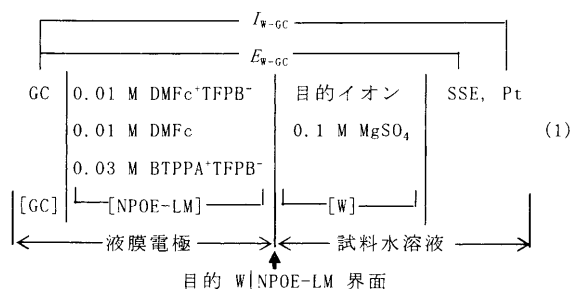 I_W-GC
E_W-GC
GC 0.01 M DMFc⁺TFPB⁻ 目的イオン SSE, Pt
0.01 M DMFc 0.1 M MgSO₄ (1)
0.03 M BTPPA⁺TFPB⁻
[GC] [NPOE-LM] [W]
液膜電極 試料水溶液
目的 W|NPOE-LM 界面